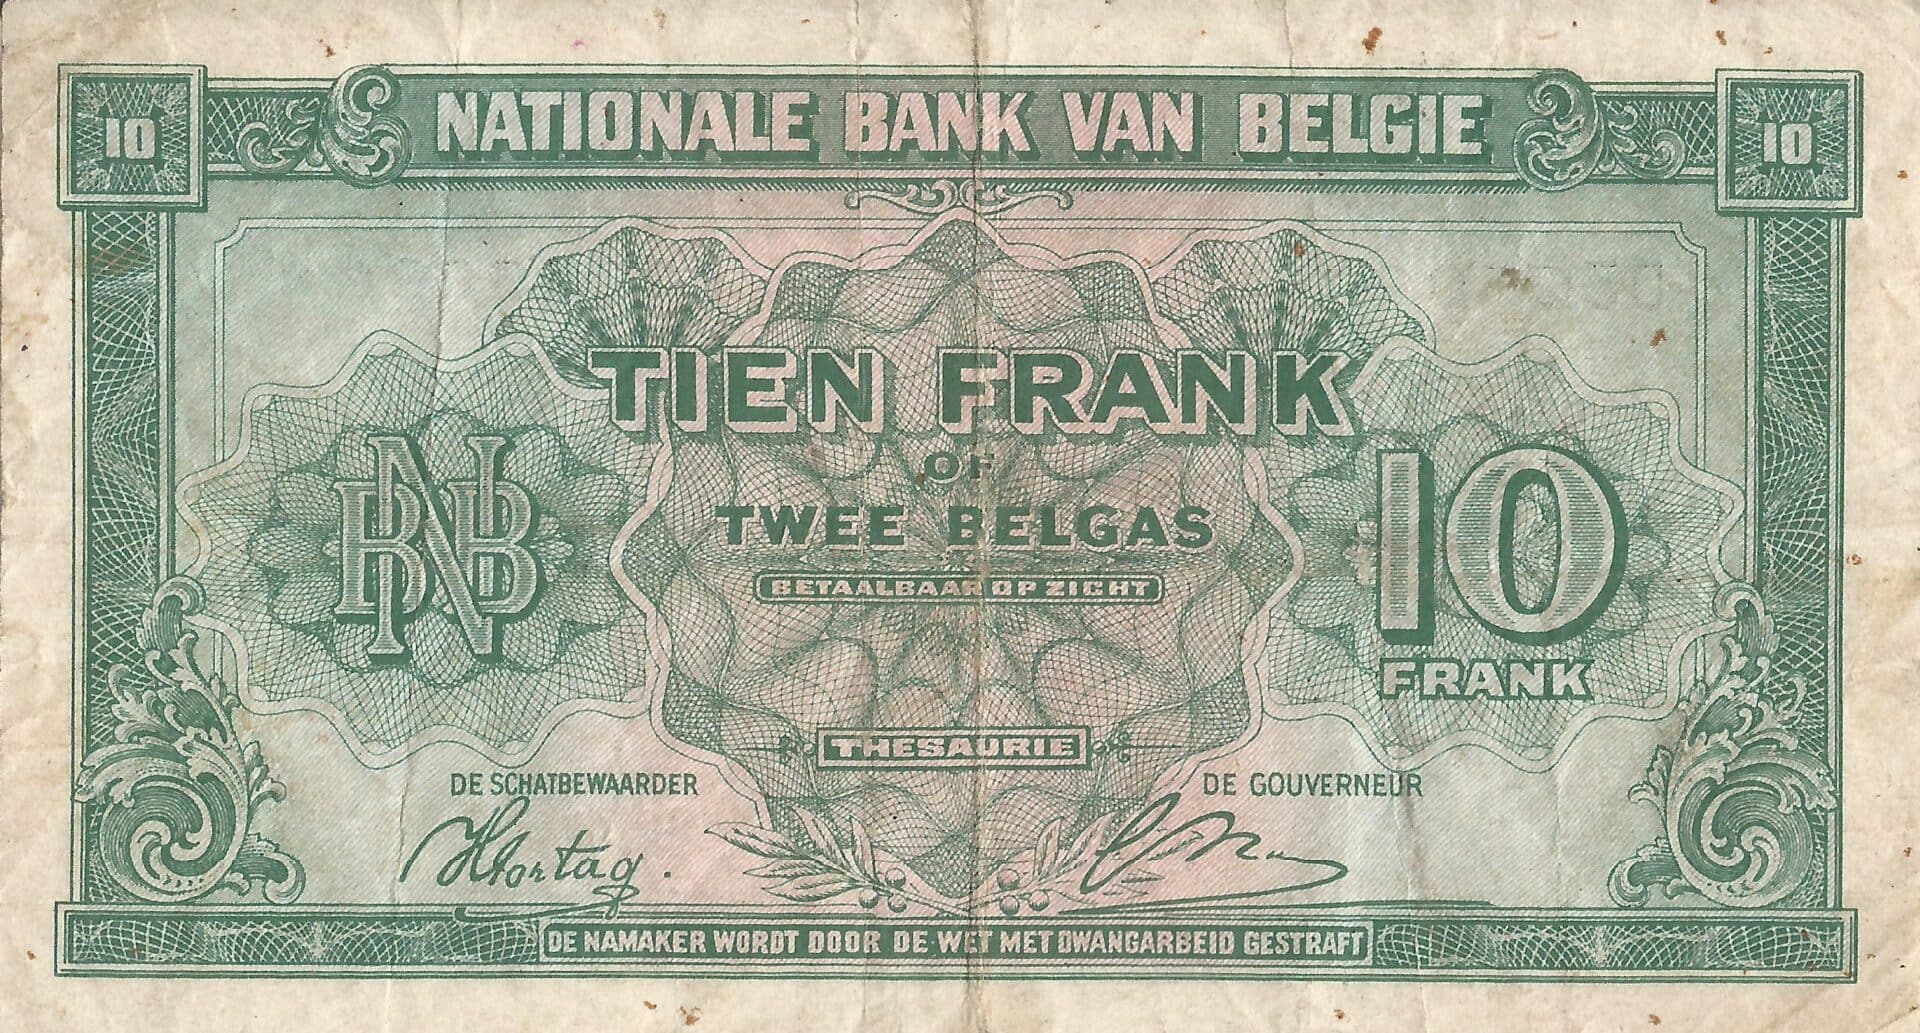 10 NATIONALE BANK VAN BELGIE 10
TIEN FRANK
OF
TWEE BELGAS
BETAALBAAR OP ZICHT
BNB
10
FRANK
THESAURIE
DE SCHATBEWAARDER DE GOUVERNEUR
DE NAMAKER WORDT DOOR DE WET MET DWANGARBEID GESTRAFT